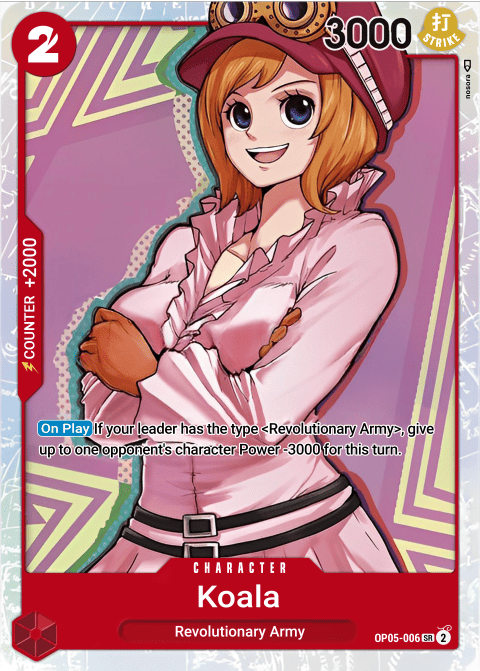 2
3000
打
STRIKE
nosora
COUNTER +2000
On Play If your leader has the type <Revolutionary Army>, give
up to one opponent's character Power -3000 for this turn.
CHARACTER
Koala
Revolutionary Army
OP05-006 SR 2